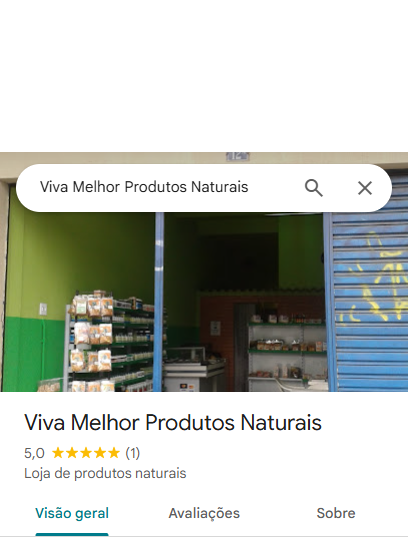 Viva Melhor Produtos Naturais
Viva Melhor Produtos Naturais
5,0 ★★★★★ (1)
Loja de produtos naturais
Visão geral Avaliações Sobre